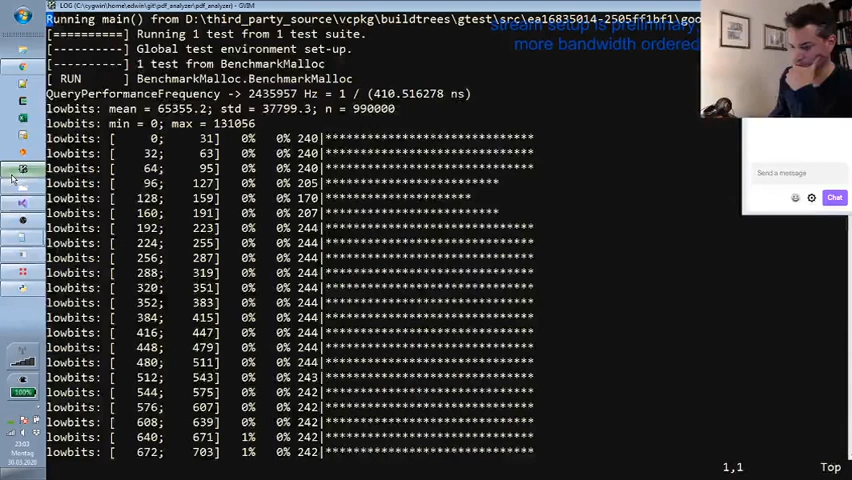 LOG (C:\cygwin\home\edwin\git\pdf_analyzer\pdf_analyzer) - GVIM
Running main() from D:\third_party_source\vcpkg\buildtrees\gtest\src\ea16835014-2505ff1bf1\goo
stream setup is preliminary,
more bandwidth ordered
[==========] Running 1 test from 1 test suite.
[----------] Global test environment set-up.
[----------] 1 test from BenchmarkMalloc
[ RUN      ] BenchmarkMalloc.BenchmarkMalloc
QueryPerformanceFrequency -> 2435957 Hz = 1 / (410.516278 ns)
lowbits: mean = 65355.2; std = 37799.3; n = 990000
lowbits: min = 0; max = 131056
lowbits: [     0;     31]   0%   0% 240|*******************************
lowbits: [    32;     63]   0%   0% 240|*******************************
lowbits: [    64;     95]   0%   0% 240|*******************************
lowbits: [    96;    127]   0%   0% 205|**************************
lowbits: [   128;    159]   0%   0% 170|**********************
lowbits: [   160;    191]   0%   0% 207|**************************
lowbits: [   192;    223]   0%   0% 244|*******************************
lowbits: [   224;    255]   0%   0% 244|*******************************
lowbits: [   256;    287]   0%   0% 244|*******************************
lowbits: [   288;    319]   0%   0% 244|*******************************
lowbits: [   320;    351]   0%   0% 244|*******************************
lowbits: [   352;    383]   0%   0% 244|*******************************
lowbits: [   384;    415]   0%   0% 244|*******************************
lowbits: [   416;    447]   0%   0% 244|*******************************
lowbits: [   448;    479]   0%   0% 244|*******************************
lowbits: [   480;    511]   0%   0% 244|*******************************
lowbits: [   512;    543]   0%   0% 243|*******************************
lowbits: [   544;    575]   0%   0% 242|*******************************
lowbits: [   576;    607]   0%   0% 242|*******************************
lowbits: [   608;    639]   0%   0% 242|*******************************
lowbits: [   640;    671]   1%   0% 242|*******************************
lowbits: [   672;    703]   1%   0% 242|*******************************
1,1 Top
Send a message
Chat
100%
23:03
Montag
30.03.2020